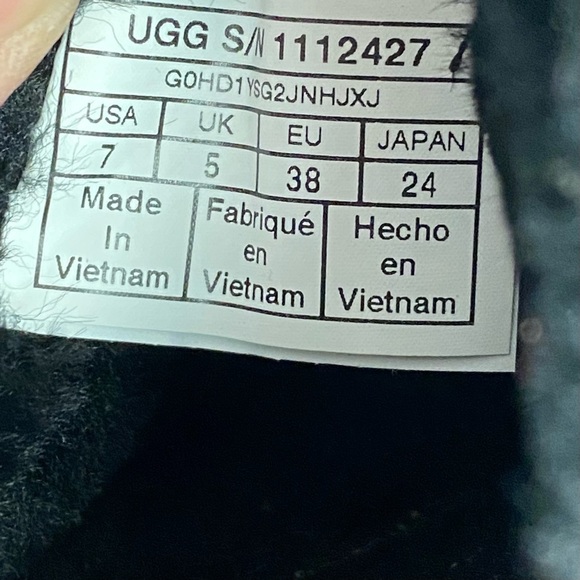 UGG S/N 1112427 /
G0HD1YSG2JNHJXJ
USA UK EU JAPAN
7 5 38 24
Made Fabriqué Hecho
In en en
Vietnam Vietnam Vietnam